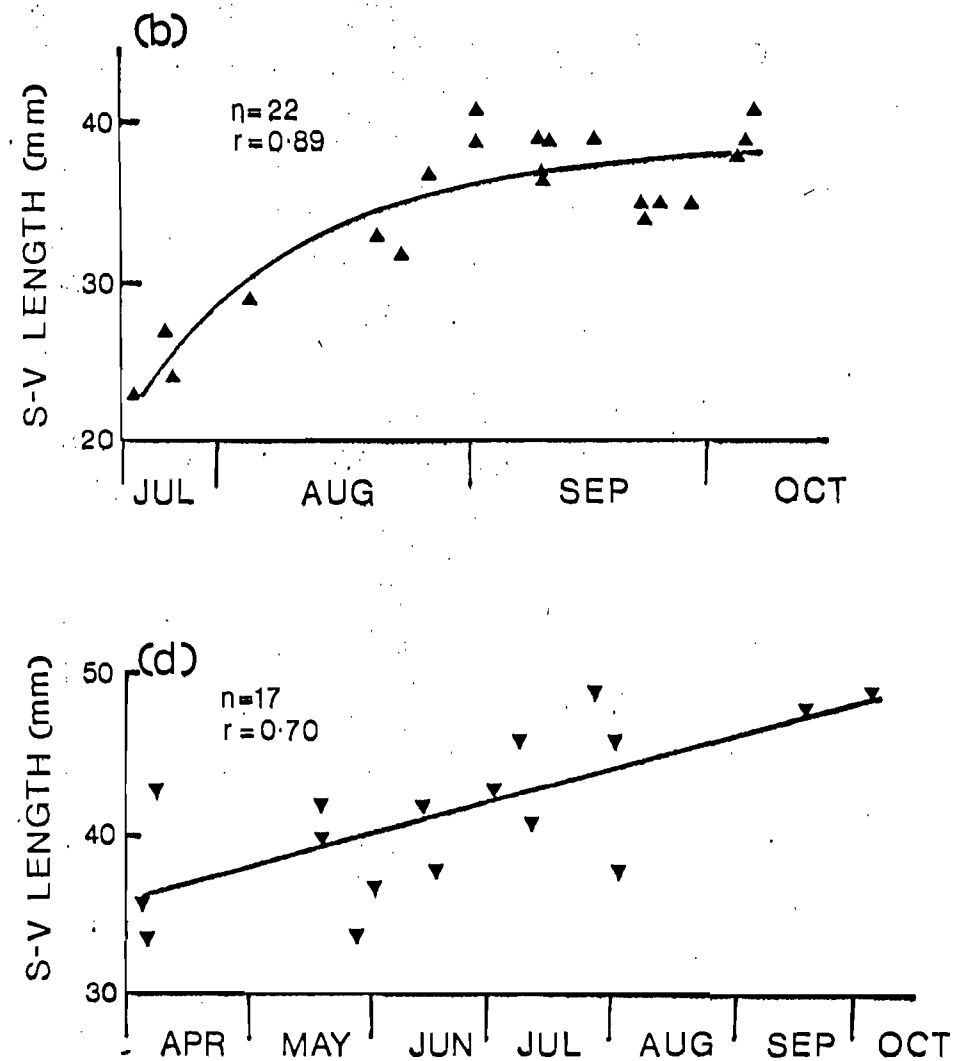 (b)
S-V LENGTH (mm)
n=22
r=0·89
40
30
20
JUL AUG SEP OCT
(d)
S-V LENGTH (mm)
n=17
r=0·70
50
40
30
APR MAY JUN JUL AUG SEP OCT